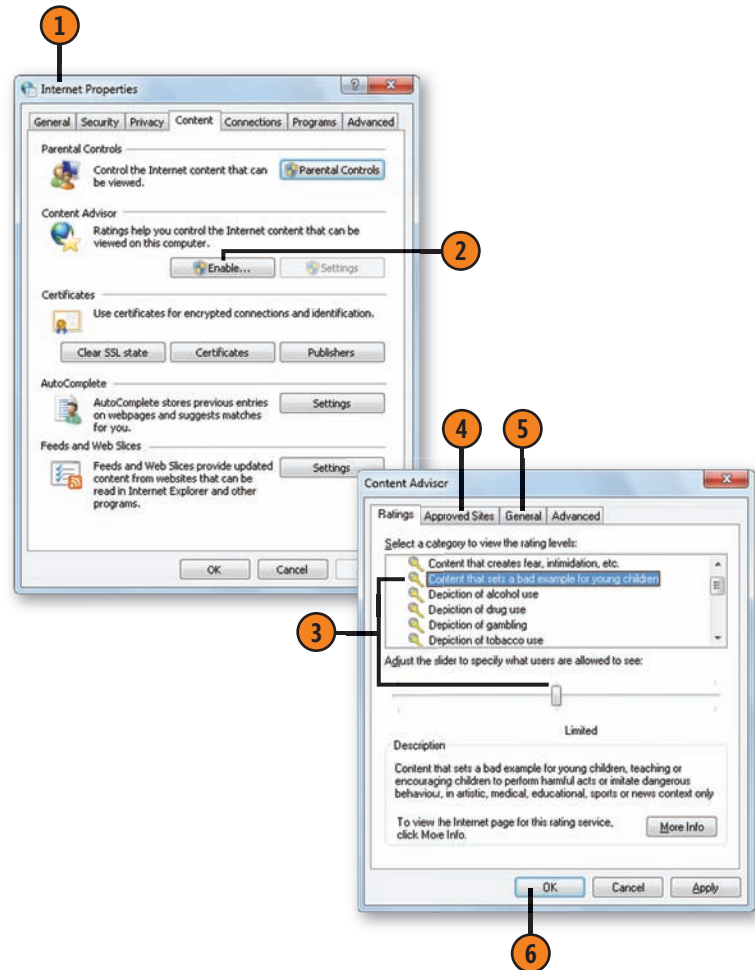 1
Internet Properties
General Security Privacy Content Connections Programs Advanced
Parental Controls
Control the Internet content that can
be viewed.
Parental Controls
Content Advisor
Ratings help you control the Internet content that can be
viewed on this computer.
2
Enable...
Settings
Certificates
Use certificates for encrypted connections and identification.
Clear SSL state
Certificates
Publishers
AutoComplete
AutoComplete stores previous entries
on webpages and suggests matches
for you.
Settings
Feeds and Web Slices
Feeds and Web Slices provide updated
content from websites that can be
read in Internet Explorer and other
programs.
Settings
OK
Cancel
4
5
Content Advisor
Ratings Approved Sites General Advanced
Select a category to view the rating levels:
Content that creates fear, intimidation, etc.
Content that sets a bad example for young children
Depiction of alcohol use
Depiction of drug use
Depiction of gambling
Depiction of tobacco use
3
Adjust the slider to specify what users are allowed to see:
Limited
Description
Content that sets a bad example for young children, teaching or
encouraging children to perform harmful acts or imitate dangerous
behaviour, in artistic, medical, educational, sports or news context only
To view the Internet page for this rating service,
click More Info.
More Info
OK
Cancel
Apply
6